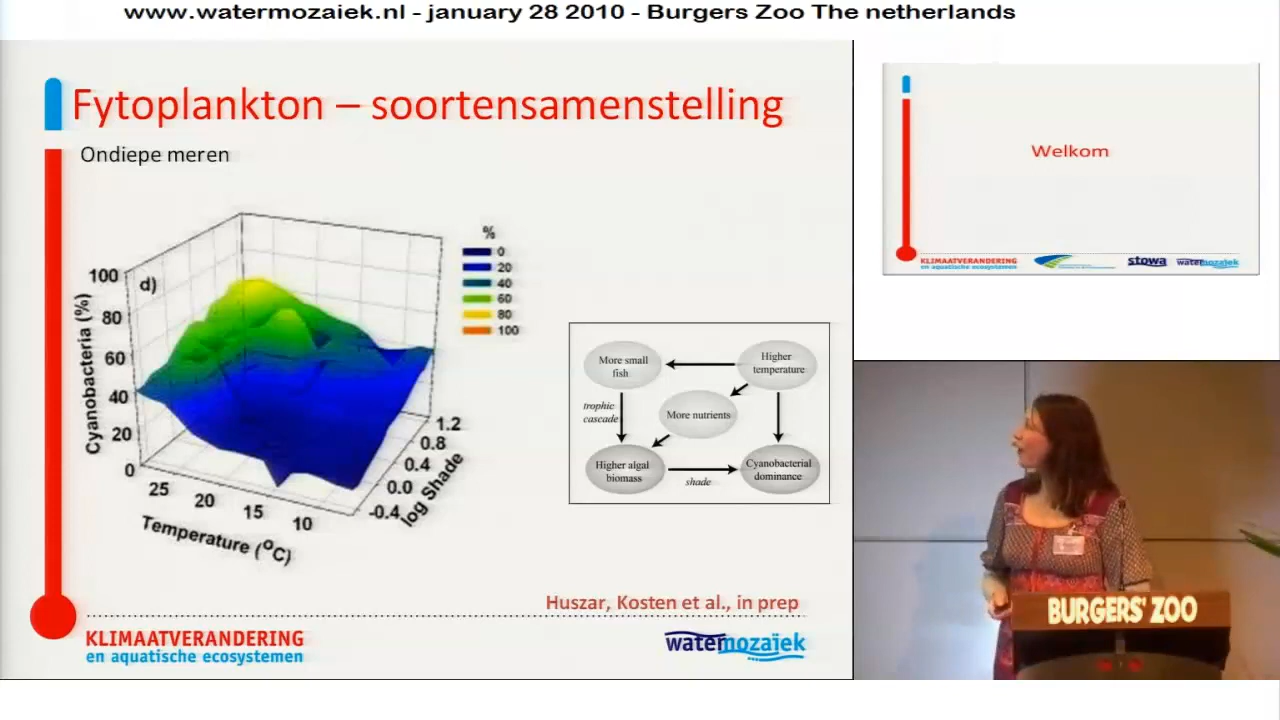 www.watermozaiek.nl - january 28 2010 - Burgers Zoo The netherlands
Fytoplankton – soortensamenstelling
Ondiepe meren
d)
Cyanobacteria (%)
100
80
60
40
20
0
25
20
15
10
Temperature (°C)
-0.4
0.0
0.4
0.8
1.2
log Shade
%
0
20
40
60
80
100
More small
fish
Higher
temperature
trophic
cascade
More nutrients
Higher algal
biomass
shade
Cyanobacterial
dominance
Huszar, Kosten et al., in prep
KLIMAATVERANDERING
en aquatische ecosystemen
watermozaiek
Welkom
KLIMAATVERANDERING
en aquatische ecosystemen
stowa
watermozaiek
BURGERS' ZOO